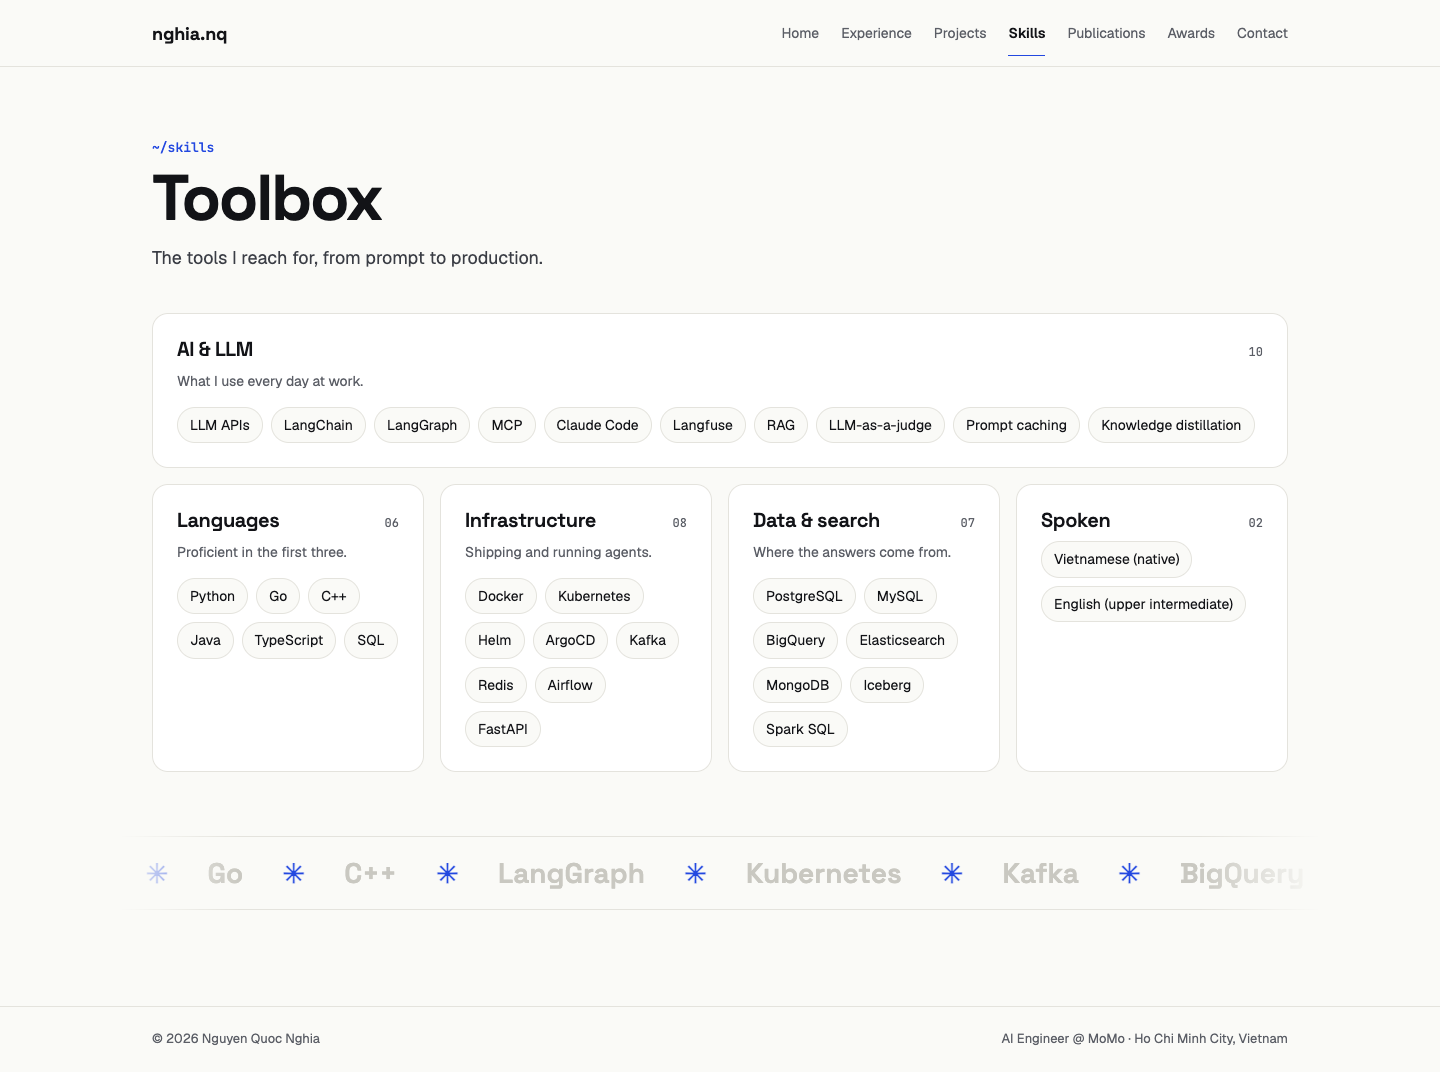 nghia.nq
Home Experience Projects Skills Publications Awards Contact
~/skills
Toolbox
The tools I reach for, from prompt to production.
AI & LLM 10
What I use every day at work.
LLM APIs LangChain LangGraph MCP Claude Code Langfuse RAG LLM-as-a-judge Prompt caching Knowledge distillation
Languages 06
Proficient in the first three.
Python Go C++
Java TypeScript SQL
Infrastructure 08
Shipping and running agents.
Docker Kubernetes
Helm ArgoCD Kafka
Redis Airflow
FastAPI
Data & search 07
Where the answers come from.
PostgreSQL MySQL
BigQuery Elasticsearch
MongoDB Iceberg
Spark SQL
Spoken 02
Vietnamese (native)
English (upper intermediate)
Go C++ LangGraph Kubernetes Kafka BigQuery
© 2026 Nguyen Quoc Nghia
AI Engineer @ MoMo · Ho Chi Minh City, Vietnam